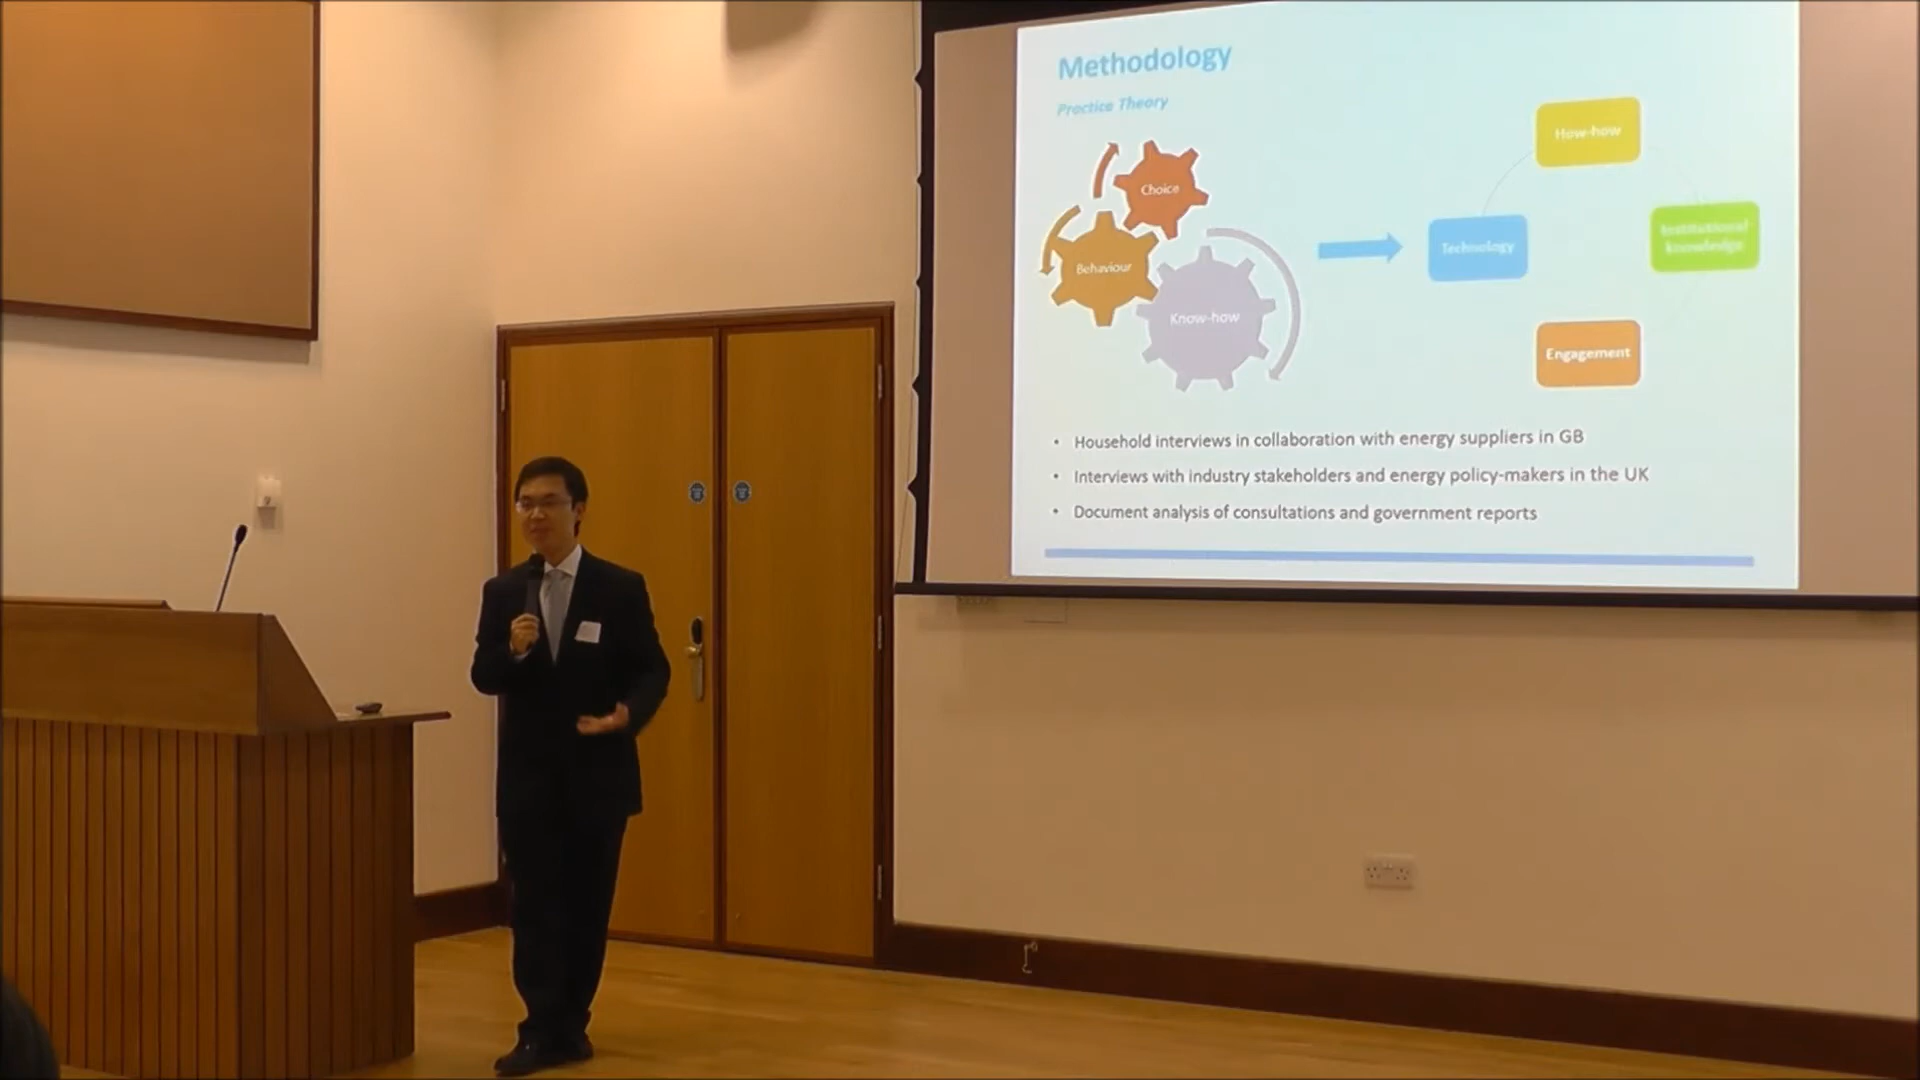 Methodology
Practice Theory
Choice
Behaviour
Know-how
How-how
Technology
Institutional
knowledge
Engagement
• Household interviews in collaboration with energy suppliers in GB
• Interviews with industry stakeholders and energy policy-makers in the UK
• Document analysis of consultations and government reports